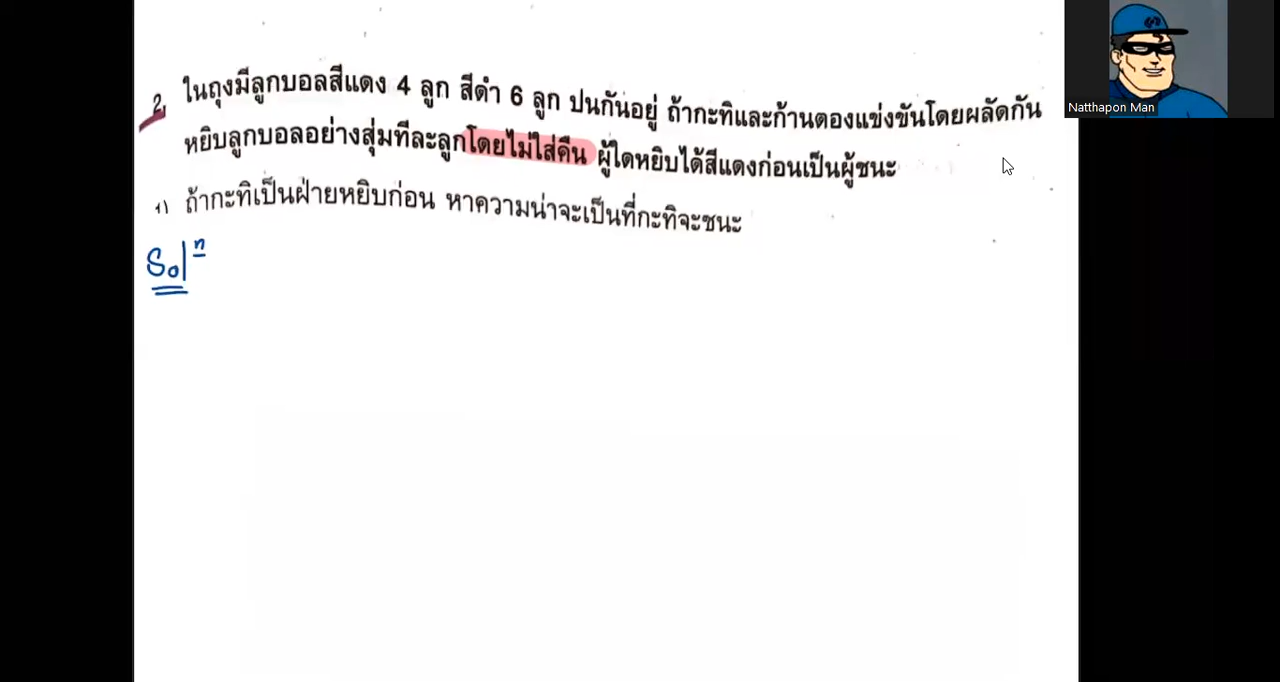 2. ในถุงมีลูกบอลสีแดง 4 ลูก สีดำ 6 ลูก ปนกันอยู่ ถ้ากะทิและก้านตองแข่งขันโดยผลัดกัน
หยิบลูกบอลอย่างสุ่มทีละลูกโดยไม่ใส่คืน ผู้ใดหยิบได้สีแดงก่อนเป็นผู้ชนะ
1) ถ้ากะทิเป็นฝ่ายหยิบก่อน หาความน่าจะเป็นที่กะทิจะชนะ
Solⁿ
Natthapon Man